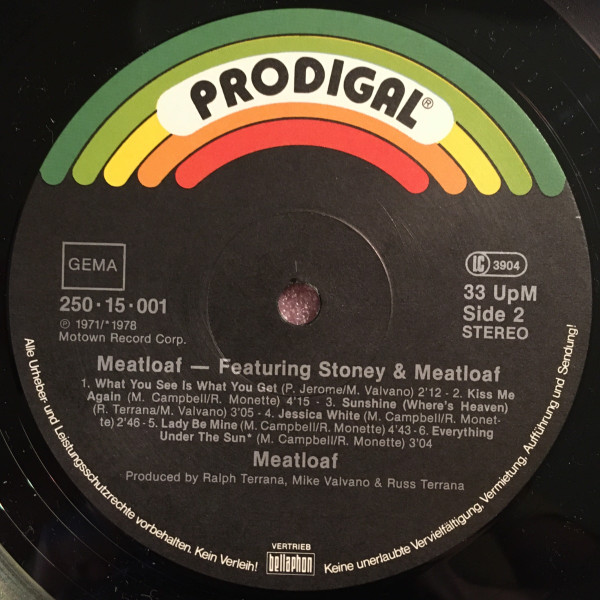 PRODIGAL®
GEMA
LC 3904
250·15·001
33 UpM
℗ 1971/*1978
Side 2
Motown Record Corp.
STEREO
Meatloaf — Featuring Stoney & Meatloaf
1. What You See Is What You Get (P. Jerome/M. Valvano) 2'12 - 2. Kiss Me
Again (M. Campbell/R. Monette) 4'15 - 3. Sunshine (Where's Heaven)
(R. Terrana/M. Valvano) 3'05 - 4. Jessica White (M. Campbell/R. Monet-
te) 2'46 - 5. Lady Be Mine (M. Campbell/R. Monette) 4'43 - 6. Everything
Under The Sun* (M. Campbell/R. Monette) 3'04
Meatloaf
Produced by Ralph Terrana, Mike Valvano & Russ Terrana
Alle Urheber- und Leistungsschutzrechte vorbehalten. Kein Verleih!
Keine unerlaubte Vervielfältigung, Vermietung, Aufführung und Sendung!
VERTRIEB
bellaphon